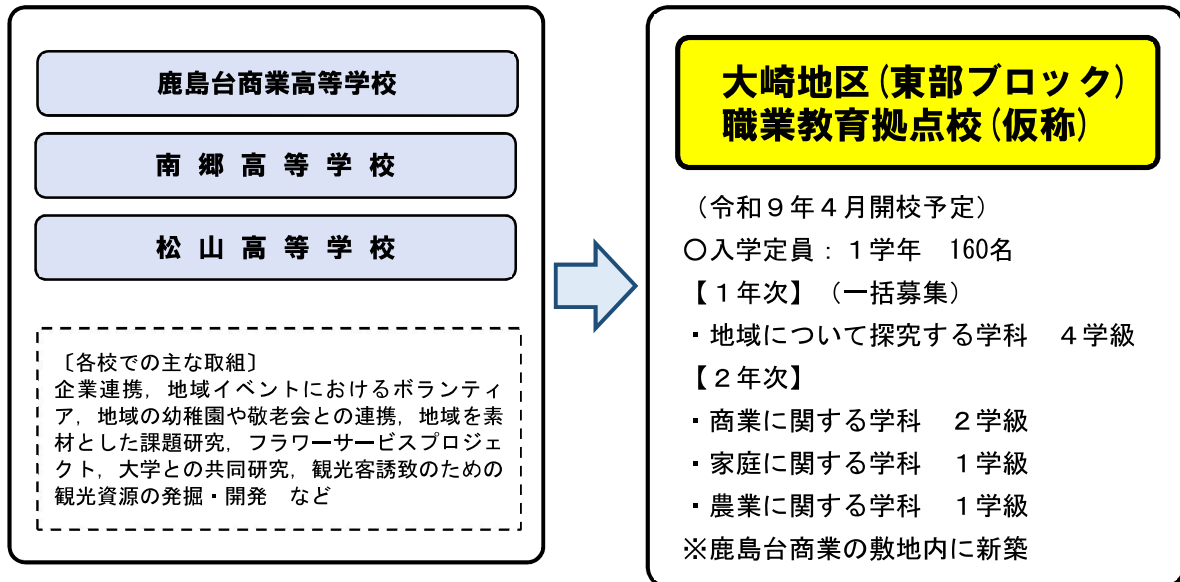 鹿島台商業高等学校
南郷高等学校
松山高等学校
〔各校での主な取組〕
企業連携，地域イベントにおけるボランティ
ア，地域の幼稚園や敬老会との連携，地域を素
材とした課題研究，フラワーサービスプロジェ
クト，大学との共同研究，観光客誘致のための
観光資源の発掘・開発　など
大崎地区(東部ブロック)
職業教育拠点校(仮称)
（令和９年４月開校予定）
〇入学定員：１学年　160名
【１年次】（一括募集）
・地域について探究する学科　４学級
【２年次】
・商業に関する学科　２学級
・家庭に関する学科　１学級
・農業に関する学科　１学級
※鹿島台商業の敷地内に新築